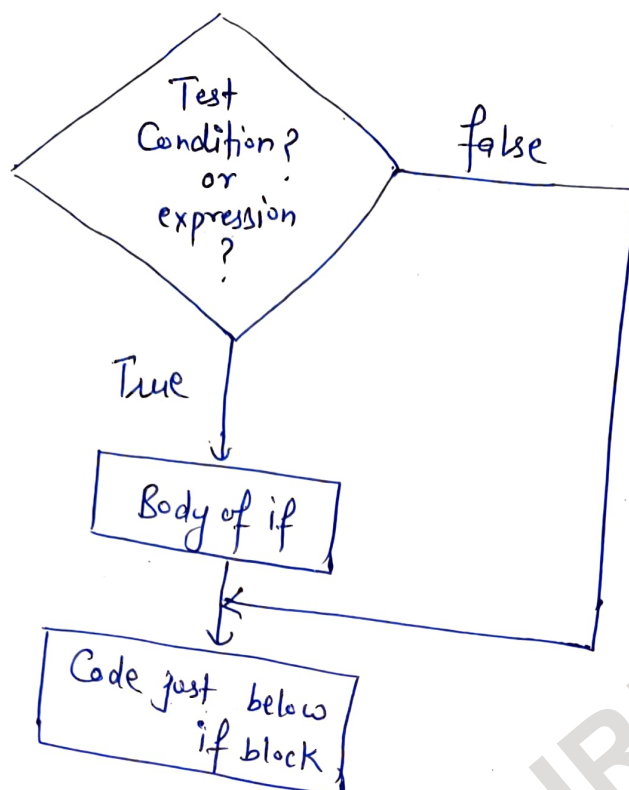 Test
Condition?
or
expression
?
false
True
Body of if
Code just below
if block